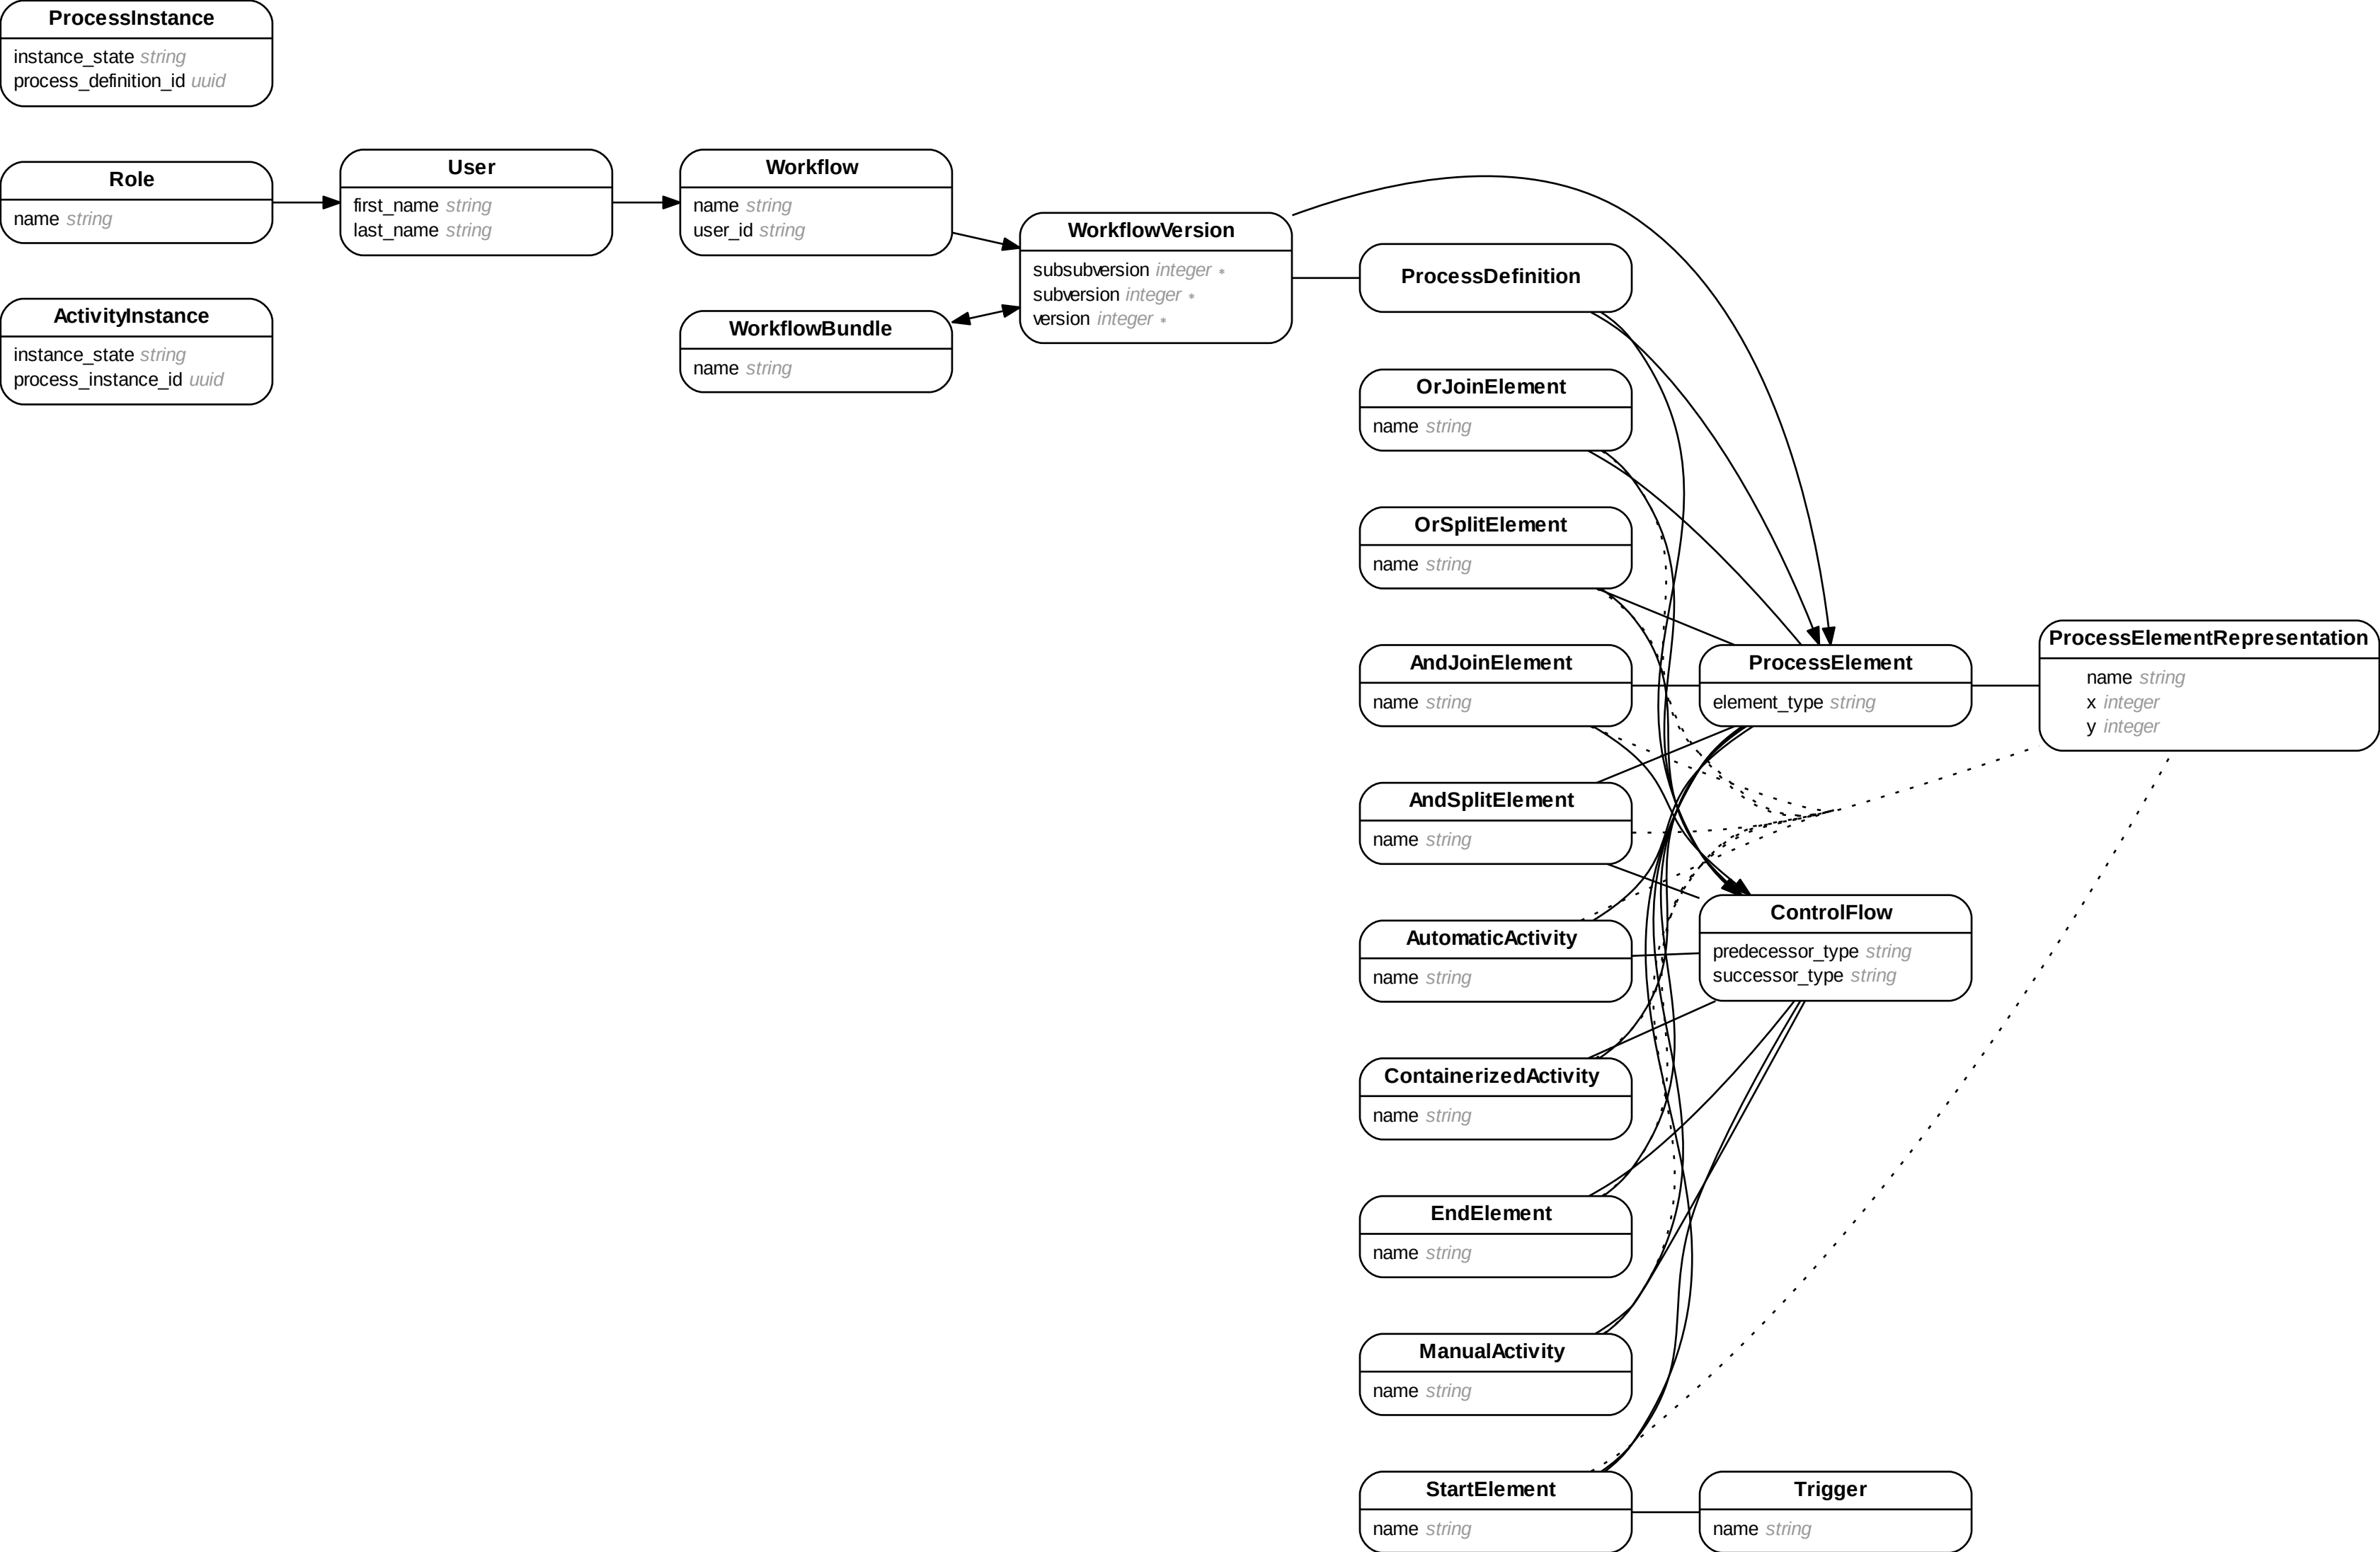 ProcessInstance
instance_state string
process_definition_id uuid
Role
name string
ActivityInstance
instance_state string
process_instance_id uuid
User
first_name string
last_name string
Workflow
name string
user_id string
WorkflowBundle
name string
WorkflowVersion
subsubversion integer *
subversion integer *
version integer *
ProcessDefinition
OrJoinElement
name string
OrSplitElement
name string
AndJoinElement
name string
AndSplitElement
name string
AutomaticActivity
name string
ContainerizedActivity
name string
EndElement
name string
ManualActivity
name string
StartElement
name string
ProcessElement
element_type string
ControlFlow
predecessor_type string
successor_type string
Trigger
name string
ProcessElementRepresentation
name string
x integer
y integer